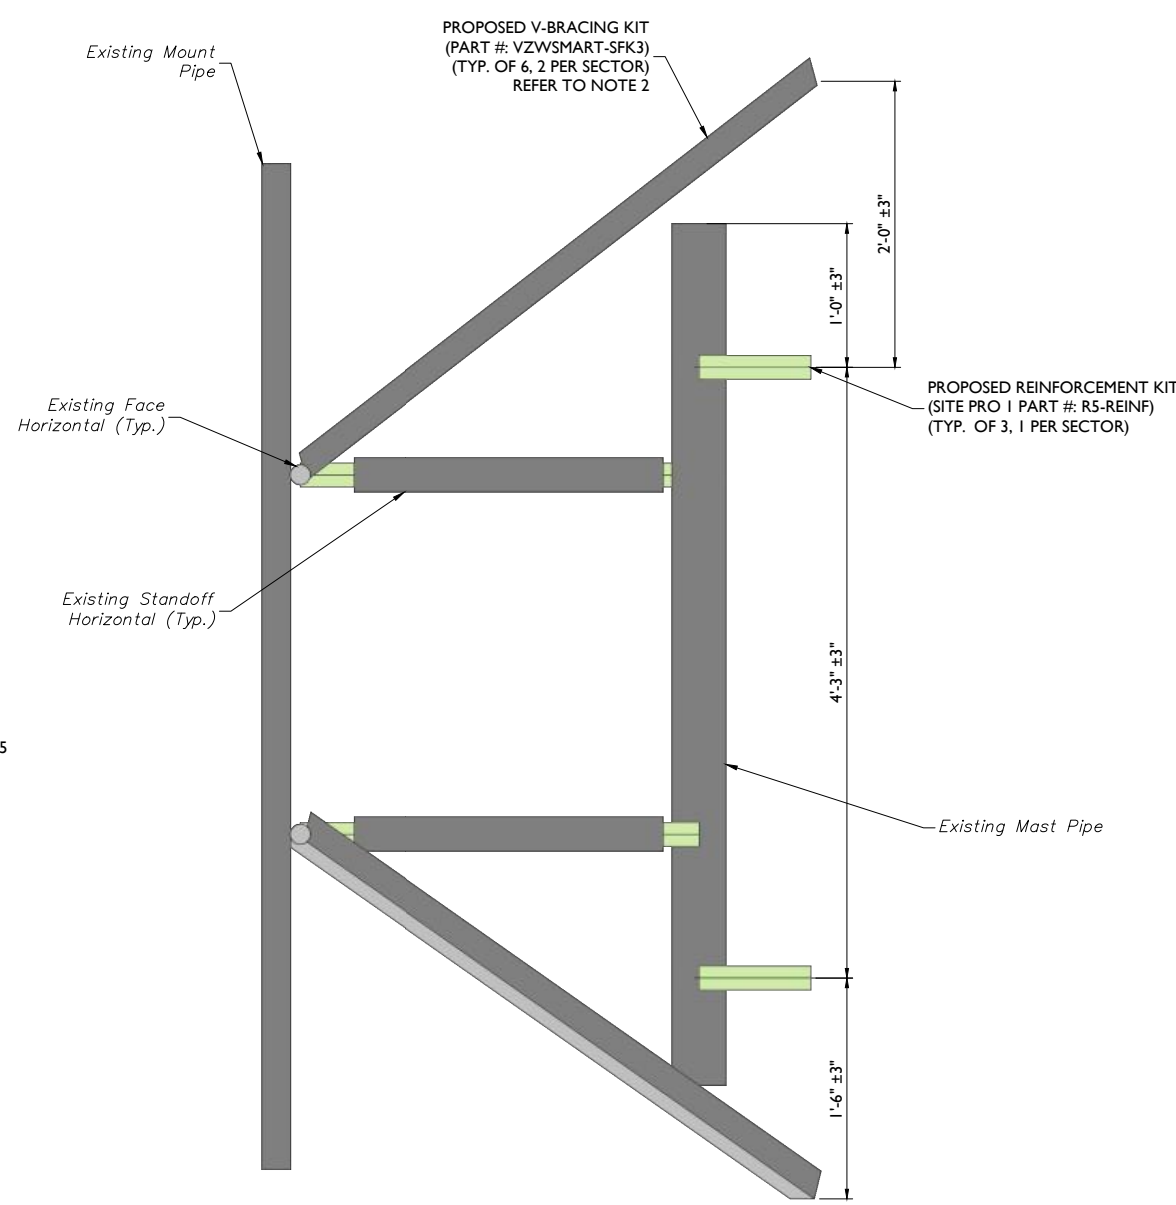 PROPOSED V-BRACING KIT
(PART #: VZWSMART-SFK3)
(TYP. OF 6, 2 PER SECTOR)
REFER TO NOTE 2
Existing Mount
Pipe
2'-0" ±3"
1'-0" ±3"
PROPOSED REINFORCEMENT KIT
(SITE PRO 1 PART #: R5-REINF)
(TYP. OF 3, 1 PER SECTOR)
Existing Face
Horizontal (Typ.)
Existing Standoff
Horizontal (Typ.)
4'-3" ±3"
5
Existing Mast Pipe
1'-6" ±3"